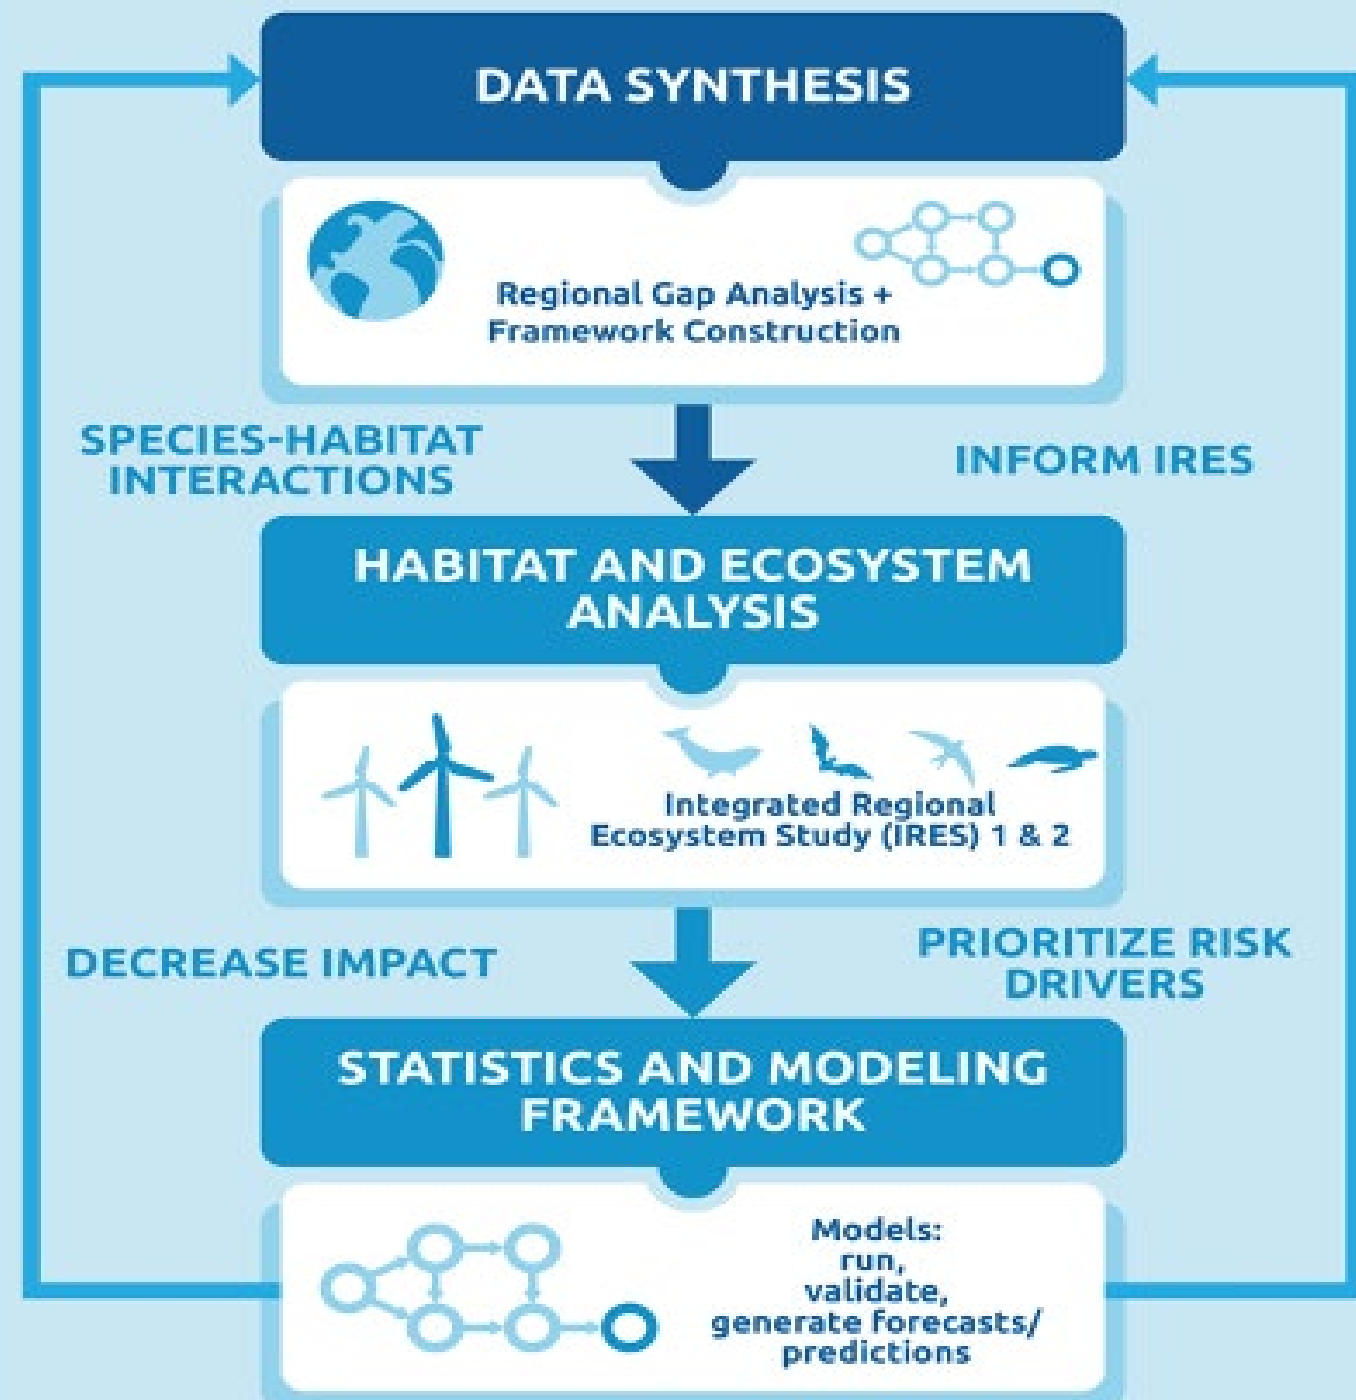 DATA SYNTHESIS
Regional Gap Analysis +
Framework Construction
SPECIES-HABITAT
INTERACTIONS
INFORM IRES
HABITAT AND ECOSYSTEM
ANALYSIS
Integrated Regional
Ecosystem Study (IRES) 1 & 2
DECREASE IMPACT
PRIORITIZE RISK
DRIVERS
STATISTICS AND MODELING
FRAMEWORK
Models:
run,
validate,
generate forecasts/
predictions